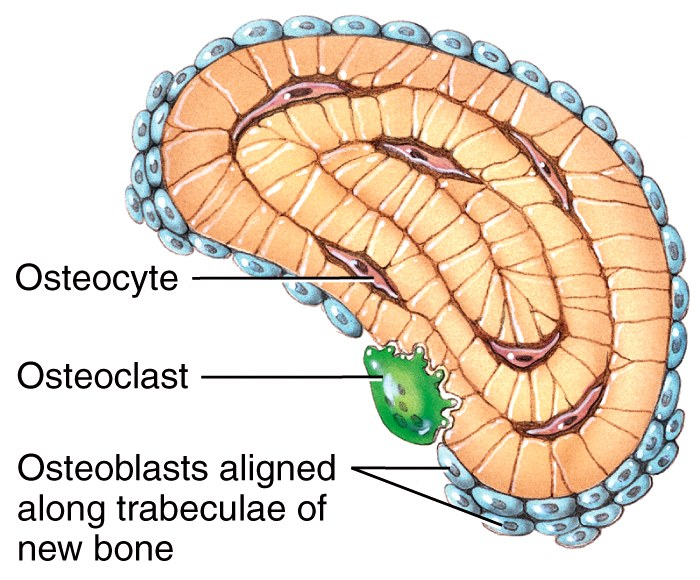 Osteocyte
Osteoclast
Osteoblasts aligned
along trabeculae of
new bone